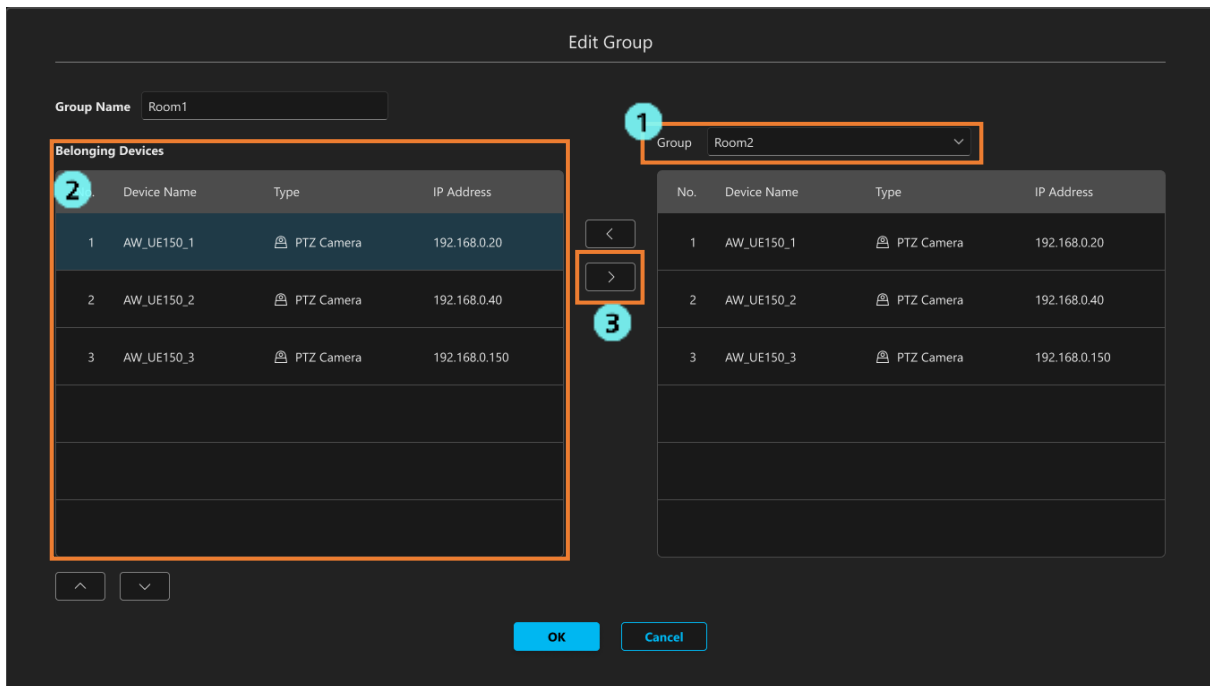 Edit Group
Group Name Room1
1
Group Room2
Belonging Devices
2 . Device Name Type IP Address
No. Device Name Type IP Address
1 AW_UE150_1 PTZ Camera 192.168.0.20
2 AW_UE150_2 PTZ Camera 192.168.0.40
3 AW_UE150_3 PTZ Camera 192.168.0.150
<
>
3
1 AW_UE150_1 PTZ Camera 192.168.0.20
2 AW_UE150_2 PTZ Camera 192.168.0.40
3 AW_UE150_3 PTZ Camera 192.168.0.150
OK Cancel